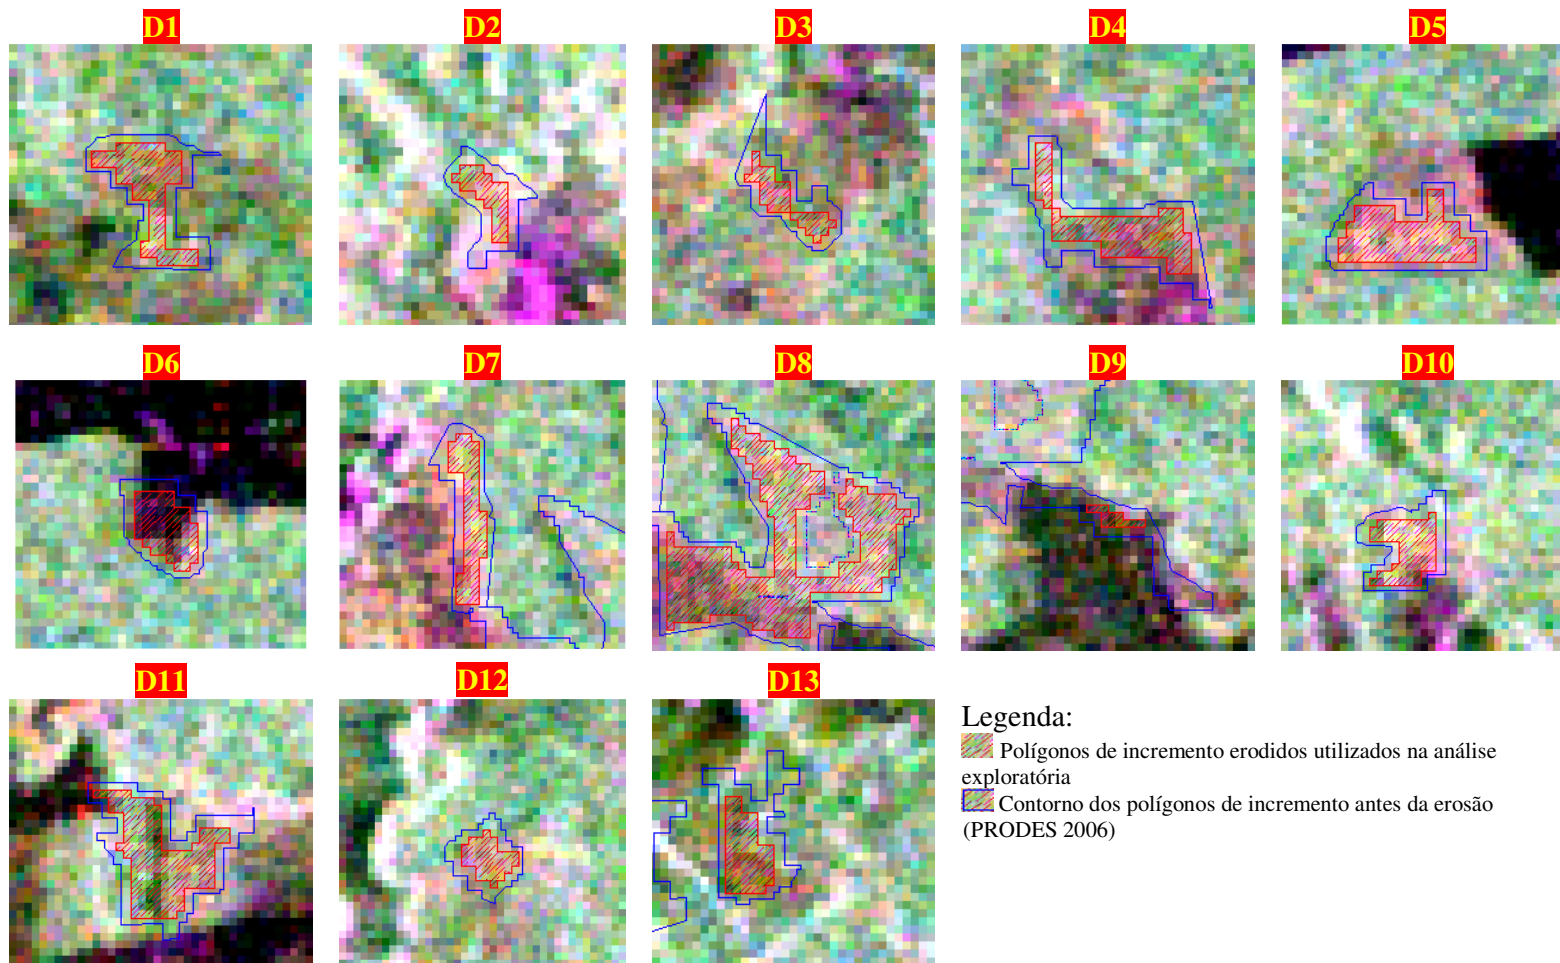 D1
D2
D3
D4
D5
D6
D7
D8
D9
D10
D11
D12
D13
Legenda:
Polígonos de incremento erodidos utilizados na análise
exploratória
Contorno dos polígonos de incremento antes da erosão
(PRODES 2006)